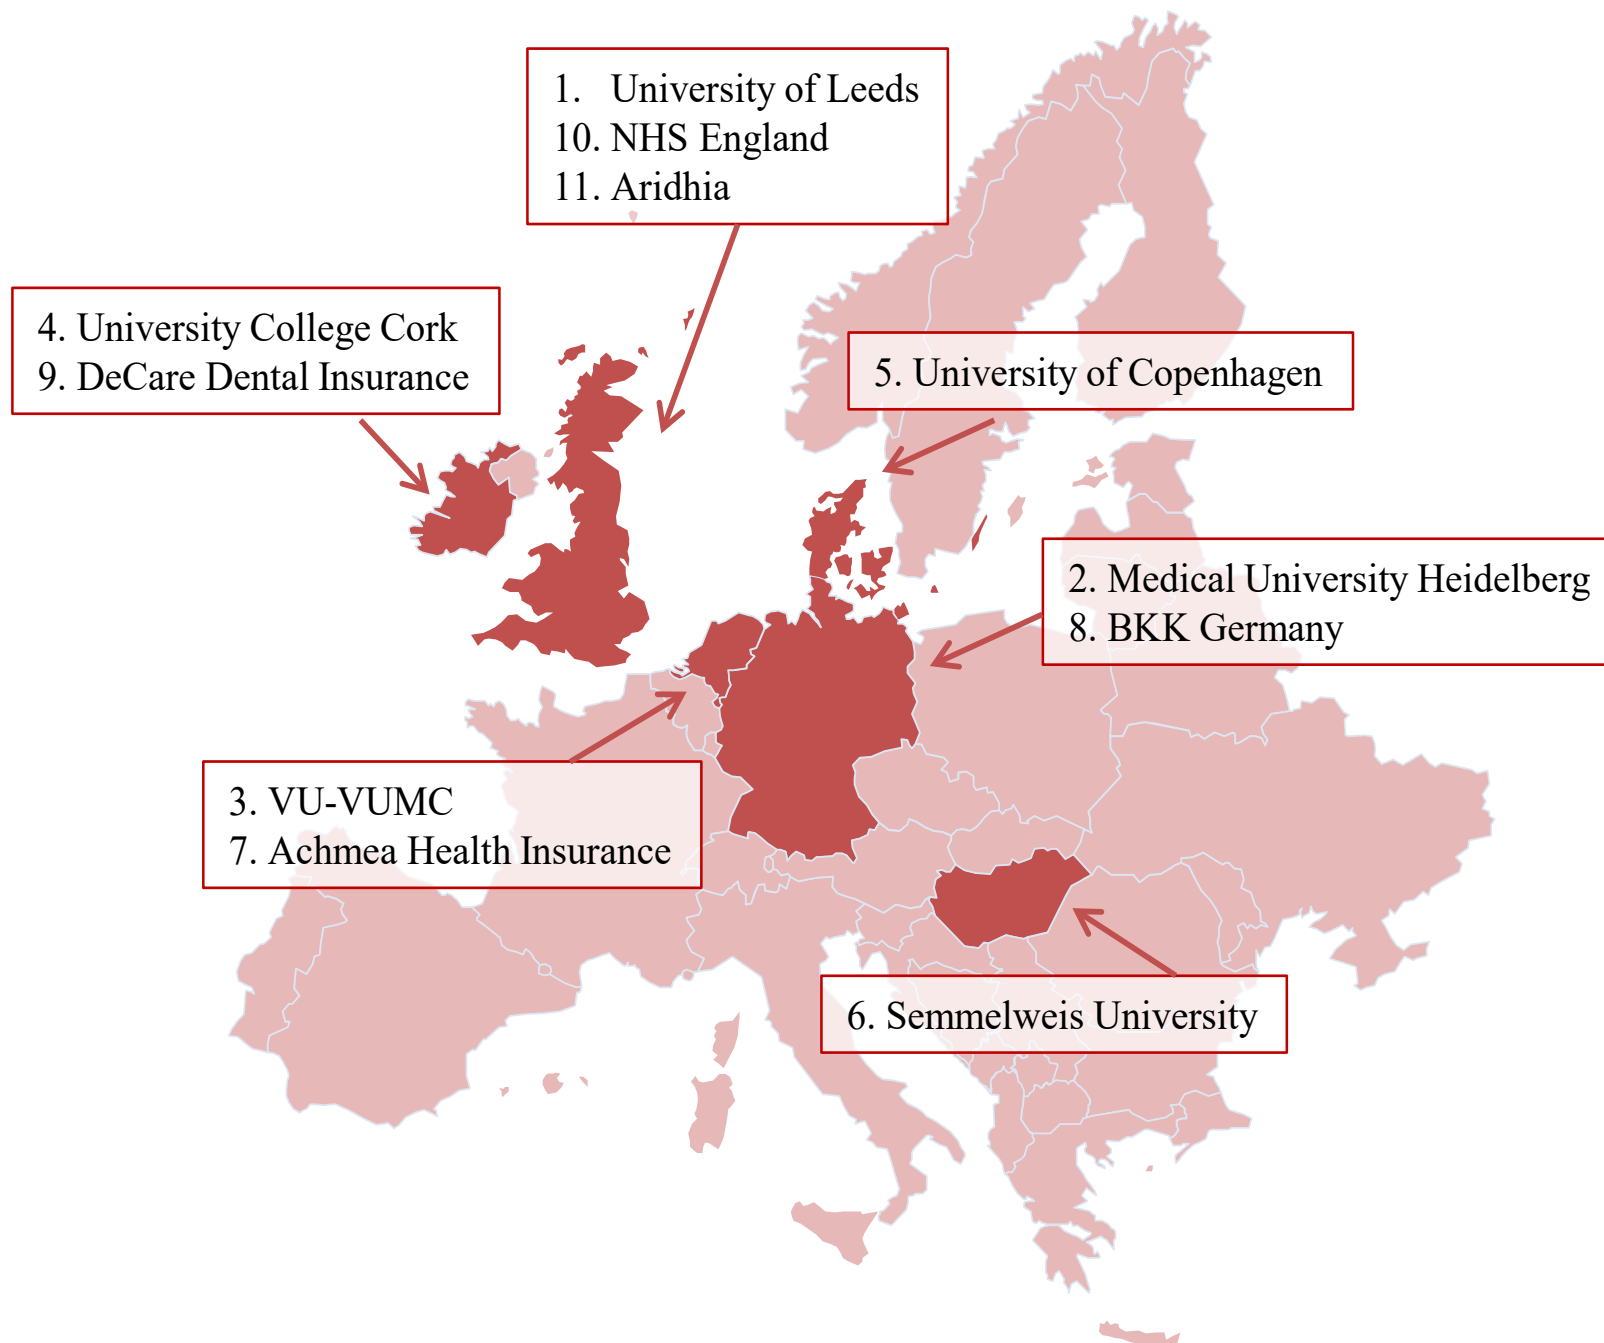 1. University of Leeds
10. NHS England
11. Aridhia
4. University College Cork
9. DeCare Dental Insurance
5. University of Copenhagen
2. Medical University Heidelberg
8. BKK Germany
3. VU-VUMC
7. Achmea Health Insurance
6. Semmelweis University